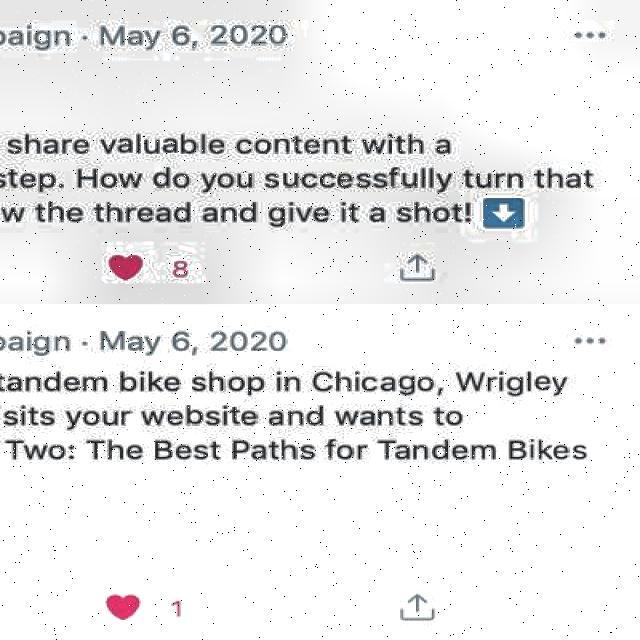 paign · May 6, 2020
share valuable content with a
step. How do you successfully turn that
w the thread and give it a shot! ⬇️
8
paign · May 6, 2020
tandem bike shop in Chicago, Wrigley
sits your website and wants to
Two: The Best Paths for Tandem Bikes
1